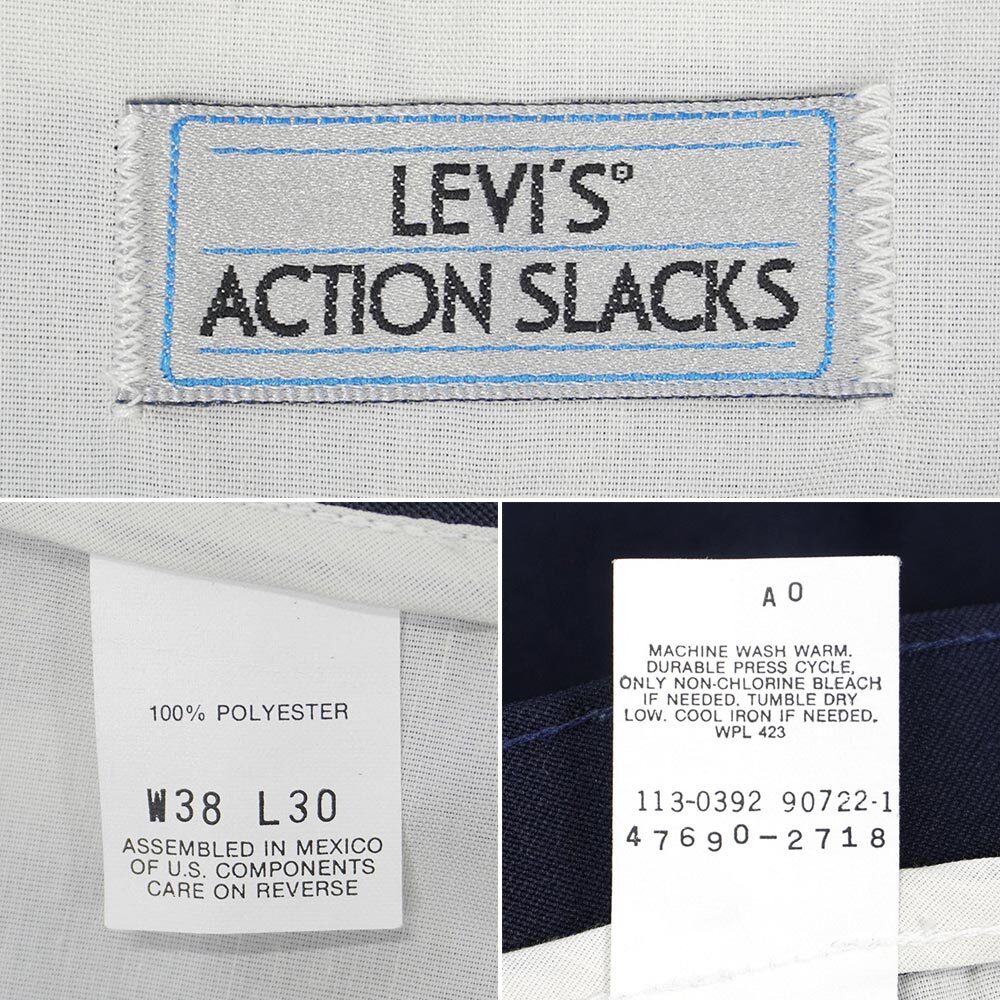 LEVI'S®
ACTION SLACKS
100% POLYESTER
W38 L30
ASSEMBLED IN MEXICO
OF U.S. COMPONENTS
CARE ON REVERSE
A0
MACHINE WASH WARM.
DURABLE PRESS CYCLE,
ONLY NON-CHLORINE BLEACH
IF NEEDED. TUMBLE DRY
LOW. COOL IRON IF NEEDED.
WPL 423
113-0392 90722-1
47690-2718